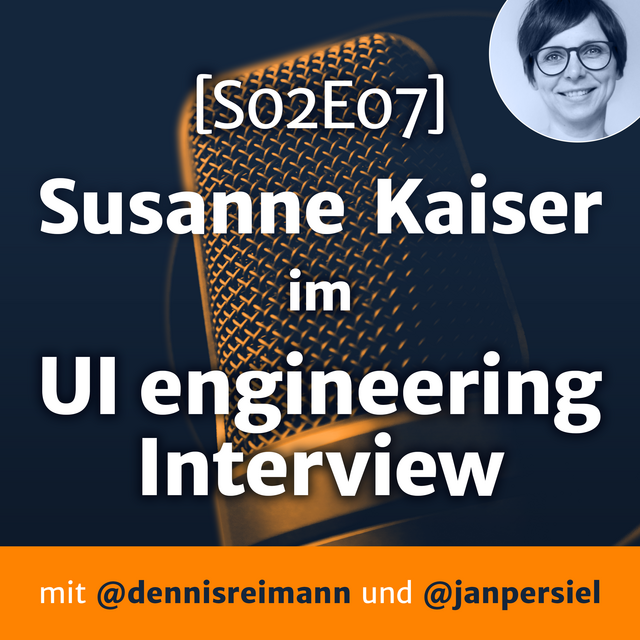 [S02E07]
Susanne Kaiser
im
UI engineering
Interview
mit @dennisreimann und @janpersiel